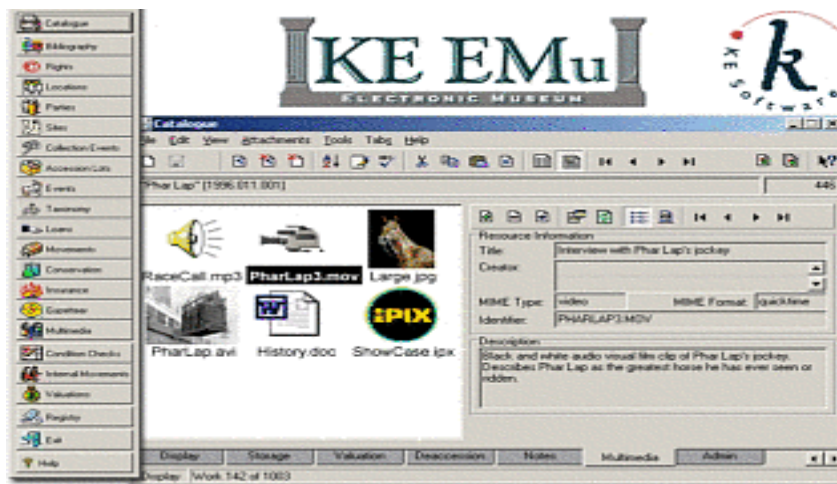 Catalogue
Bibliography
Rights
Locations
Parties
Sites
Collection Events
Accession Lots
Events
Taxonomy
Loans
Movements
Conservation
Insurance
Gazetteer
Multimedia
Condition Checks
Internal Movements
Valuations
Registry
Exit
Help
KE EMu
ELECTRONIC MUSEUM
KE Software
Catalogue
File Edit View Attachments Tools Tabs Help
"Phar Lap" [1996.011.001]
446
RaceCall.mp3 PharLap3.mov Large.jpg
PharLap.avi History.doc ShowCase.ipx
iPIX
Resource Information
Title: Interview with Phar Lap's jockey
Creator:
MIME Type: video MIME Format: quicktime
Identifier: PHARLAP3.MOV
Description
Black and white audio visual film clip of Phar Lap's jockey.
Describes Phar Lap as the greatest horse he has ever seen or
ridden.
Display Storage Valuation Deaccession Notes Multimedia Admin
Display Work 142 of 1003